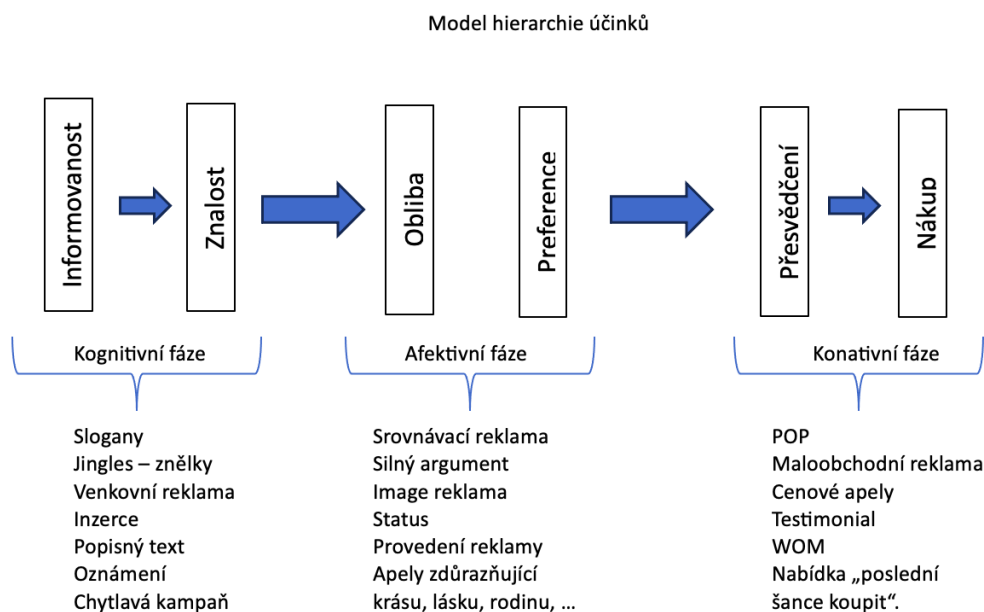 Model hierarchie účinků
Informovanost
Znalost
Obliba
Preference
Přesvědčení
Nákup
Kognitivní fáze
Afektivní fáze
Konativní fáze
Slogany
Jingles – znělky
Venkovní reklama
Inzerce
Popisný text
Oznámení
Chytlavá kampaň
Srovnávací reklama
Silný argument
Image reklama
Status
Provedení reklamy
Apely zdůrazňující
krásu, lásku, rodinu, ...
POP
Maloobchodní reklama
Cenové apely
Testimonial
WOM
Nabídka „poslední
šance koupit“.